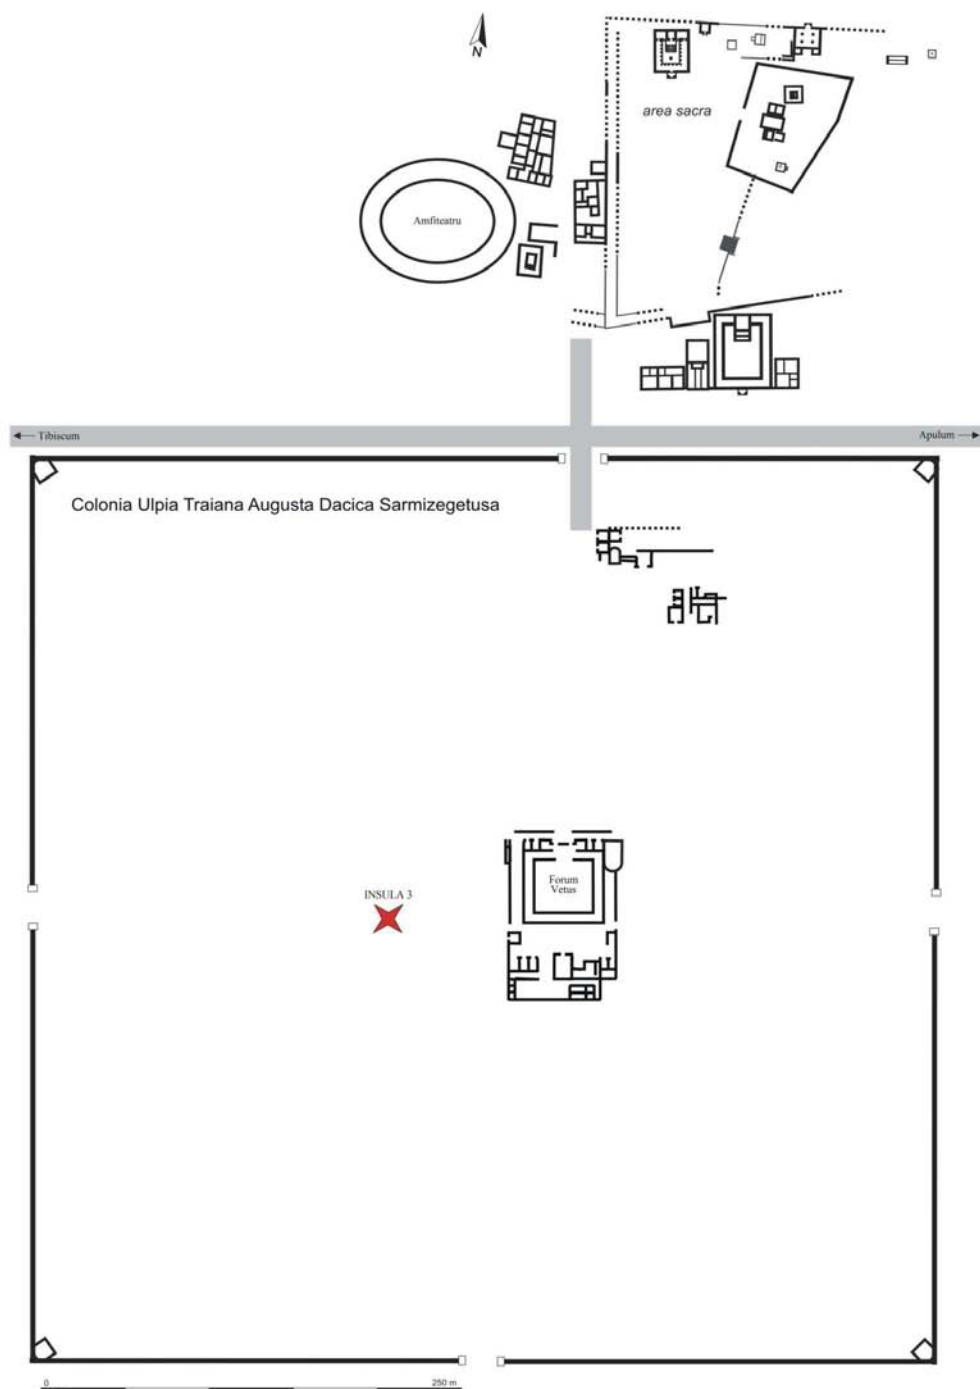 N
area sacra
Amfiteatru
Tibiscum
Apulum
Colonia Ulpia Traiana Augusta Dacica Sarmizegetusa
Forum
Vetus
INSULA 3
0
250 m